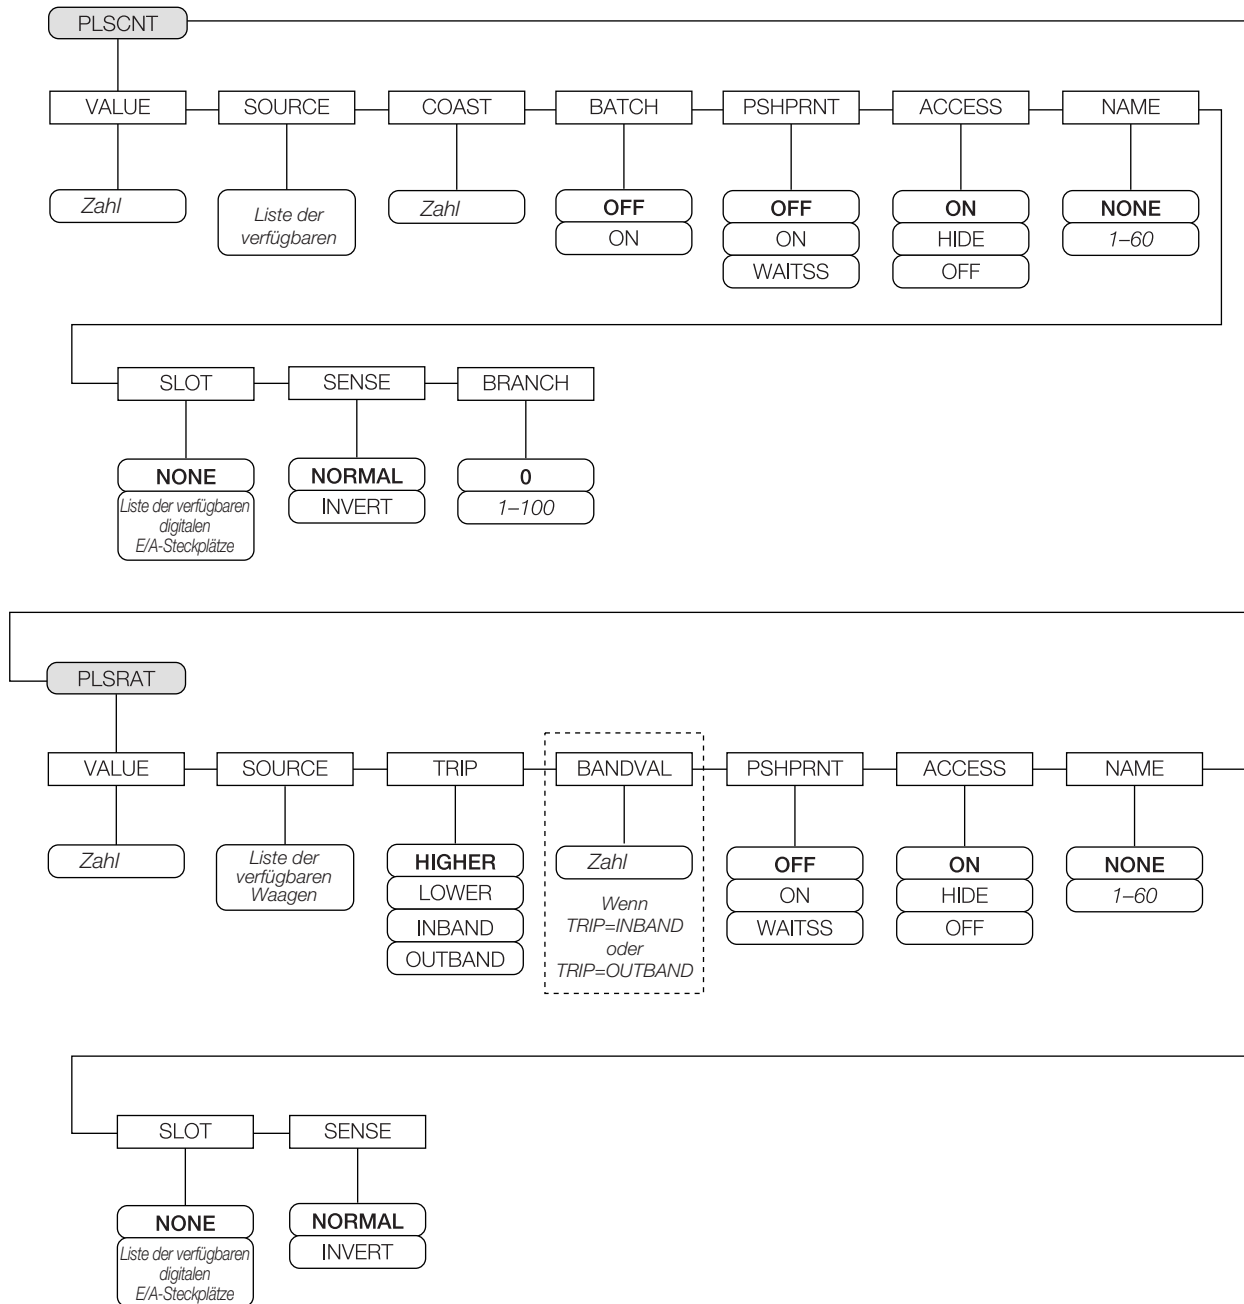 PLSCNT
VALUE
SOURCE
COAST
BATCH
PSHPRNT
ACCESS
NAME
Zahl
Liste der
verfügbaren
Zahl
OFF
ON
OFF
ON
WAITSS
ON
HIDE
OFF
NONE
1–60
SLOT
SENSE
BRANCH
NONE
Liste der verfügbaren
digitalen
E/A-Steckplätze
NORMAL
INVERT
0
1–100
PLSRAT
VALUE
SOURCE
TRIP
BANDVAL
PSHPRNT
ACCESS
NAME
Zahl
Liste der
verfügbaren
Waagen
HIGHER
LOWER
INBAND
OUTBAND
Zahl
Wenn
TRIP=INBAND
oder
TRIP=OUTBAND
OFF
ON
WAITSS
ON
HIDE
OFF
NONE
1–60
SLOT
SENSE
NONE
Liste der verfügbaren
digitalen
E/A-Steckplätze
NORMAL
INVERT